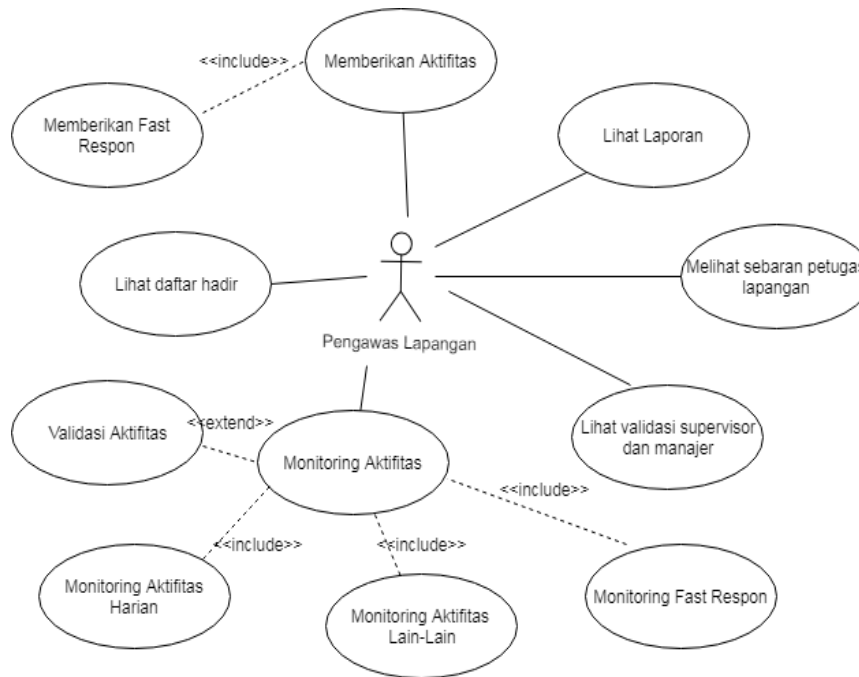 Memberikan Aktifitas
<<include>>
Memberikan Fast
Respon
Lihat Laporan
Melihat sebaran petugas
lapangan
Lihat daftar hadir
Pengawas Lapangan
Lihat validasi supervisor
dan manajer
Validasi Aktifitas
<<extend>>
Monitoring Aktifitas
<<include>>
<<include>>
<<include>>
Monitoring Aktifitas
Harian
Monitoring Aktifitas
Lain-Lain
Monitoring Fast Respon